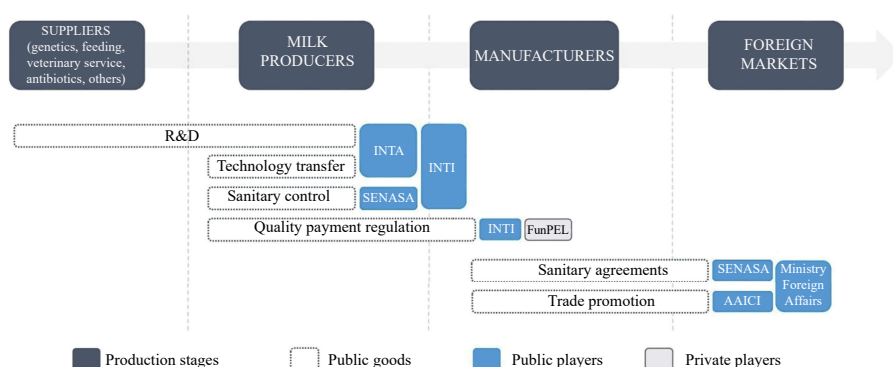 SUPPLIERS
(genetics, feeding,
veterinary service,
antibiotics, others)
MILK
PRODUCERS
MANUFACTURERS
FOREIGN
MARKETS
R&D
INTA
INTI
Technology transfer
Sanitary control
SENASA
Quality payment regulation
INTI
FunPEL
Sanitary agreements
SENASA
Ministry
Foreign
Affairs
Trade promotion
AAICI
Production stages
Public goods
Public players
Private players